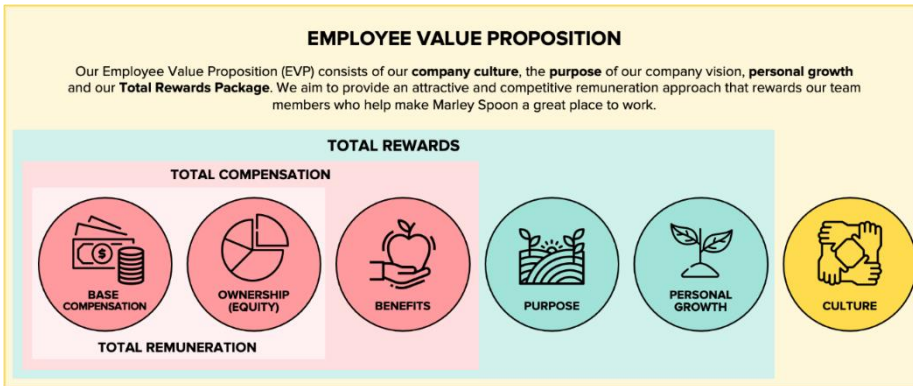 EMPLOYEE VALUE PROPOSITION
Our Employee Value Proposition (EVP) consists of our company culture, the purpose of our company vision, personal growth
and our Total Rewards Package. We aim to provide an attractive and competitive remuneration approach that rewards our team
members who help make Marley Spoon a great place to work.
TOTAL REWARDS
TOTAL COMPENSATION
BASE
COMPENSATION
OWNERSHIP
(EQUITY)
BENEFITS
PURPOSE
PERSONAL
GROWTH
CULTURE
TOTAL REMUNERATION